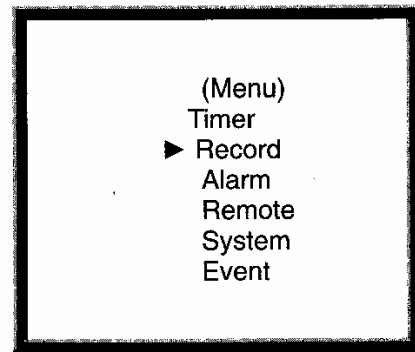 (Menu)
Timer
▶ Record
Alarm
Remote
System
Event